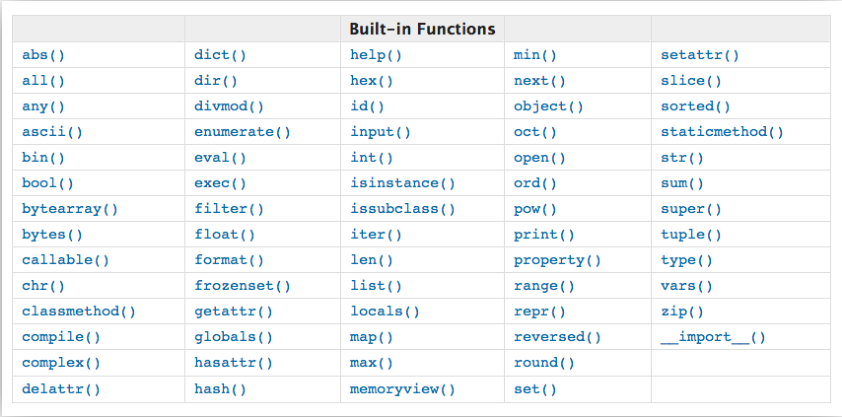 Built-in Functions
abs() dict() help() min() setattr()
all() dir() hex() next() slice()
any() divmod() id() object() sorted()
ascii() enumerate() input() oct() staticmethod()
bin() eval() int() open() str()
bool() exec() isinstance() ord() sum()
bytearray() filter() issubclass() pow() super()
bytes() float() iter() print() tuple()
callable() format() len() property() type()
chr() frozenset() list() range() vars()
classmethod() getattr() locals() repr() zip()
compile() globals() map() reversed() __import__()
complex() hasattr() max() round()
delattr() hash() memoryview() set()